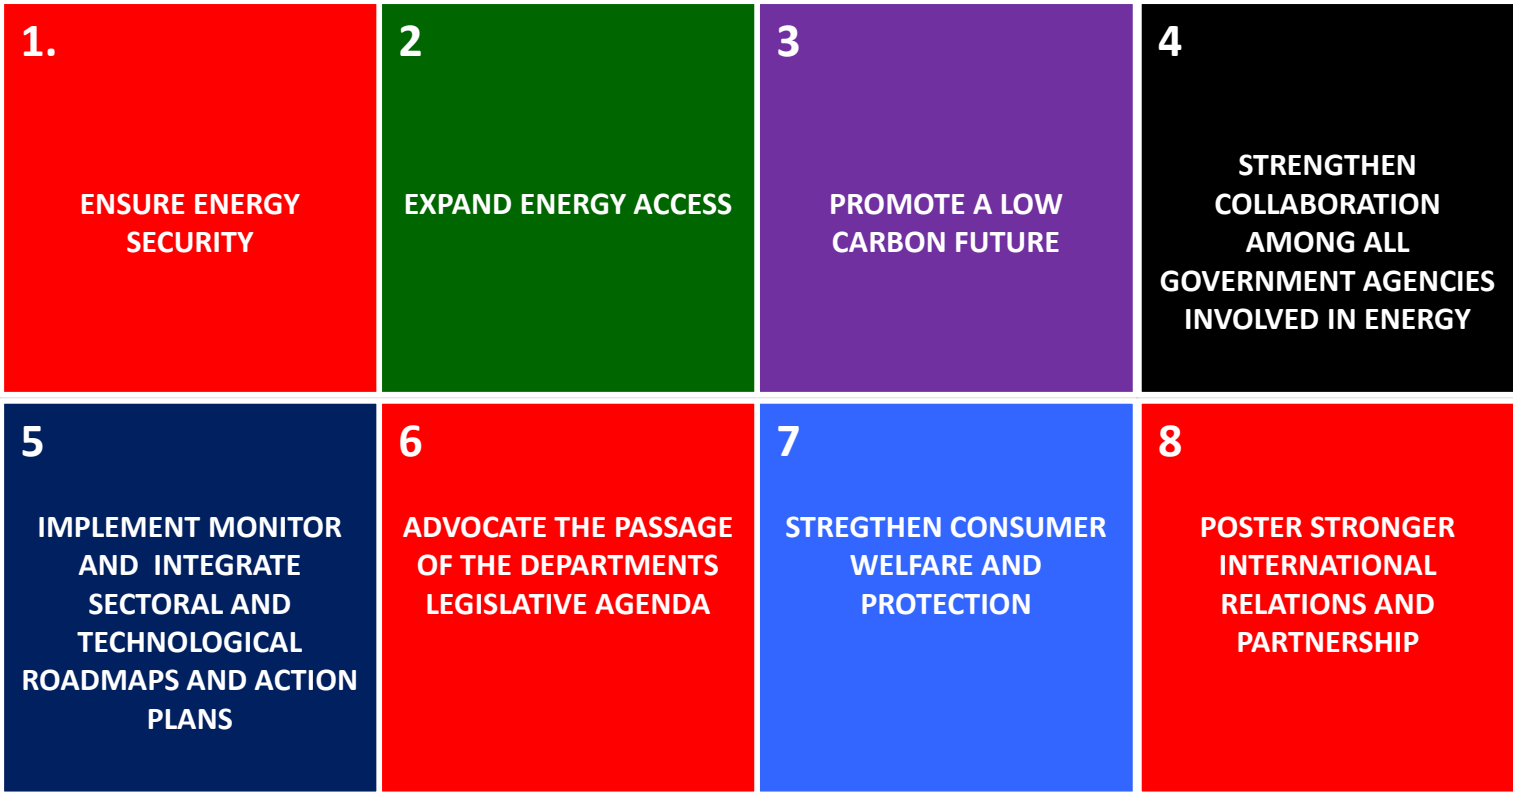 1.
ENSURE ENERGY
SECURITY
2
EXPAND ENERGY ACCESS
3
PROMOTE A LOW
CARBON FUTURE
4
STRENGTHEN
COLLABORATION
AMONG ALL
GOVERNMENT AGENCIES
INVOLVED IN ENERGY
5
IMPLEMENT MONITOR
AND  INTEGRATE
SECTORAL AND
TECHNOLOGICAL
ROADMAPS AND ACTION
PLANS
6
ADVOCATE THE PASSAGE
OF THE DEPARTMENTS
LEGISLATIVE AGENDA
7
STREGTHEN CONSUMER
WELFARE AND
PROTECTION
8
POSTER STRONGER
INTERNATIONAL
RELATIONS AND
PARTNERSHIP